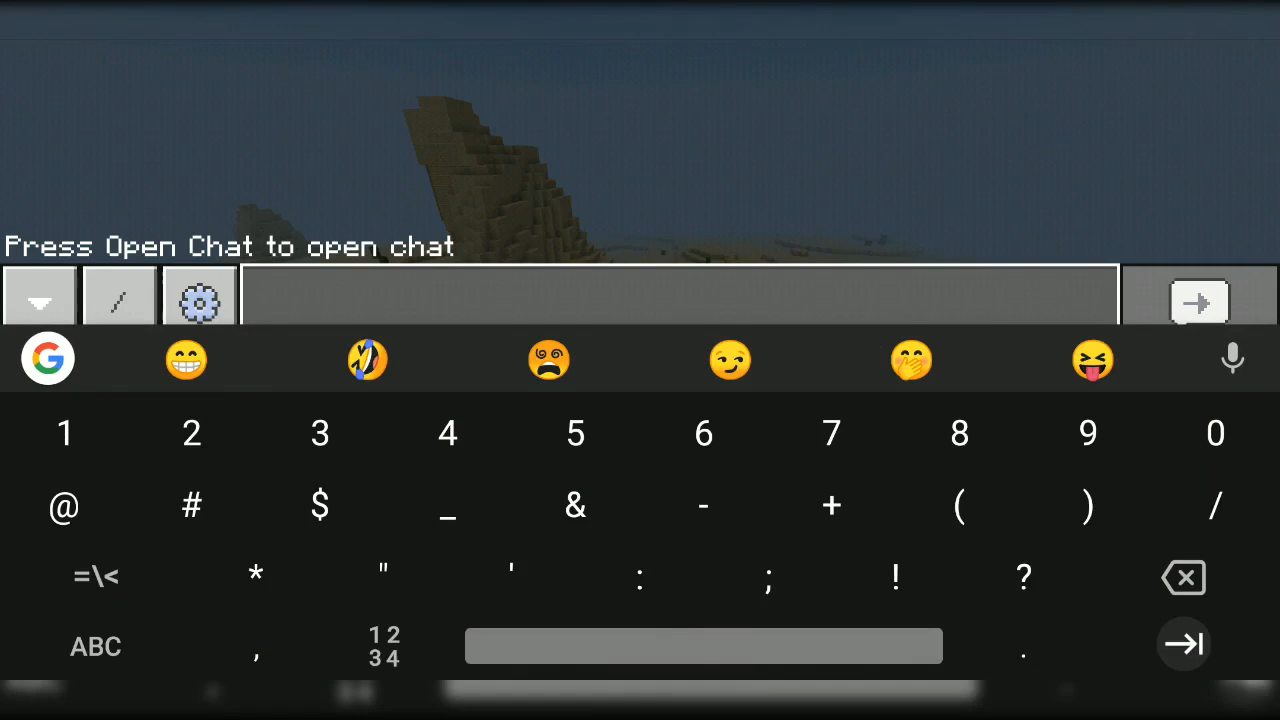 Press Open Chat to open chat
/
G
1 2 3 4 5 6 7 8 9 0
@ # $ _ & - + ( ) /
=\< * " ' : ; ! ?
ABC , 12 34 .